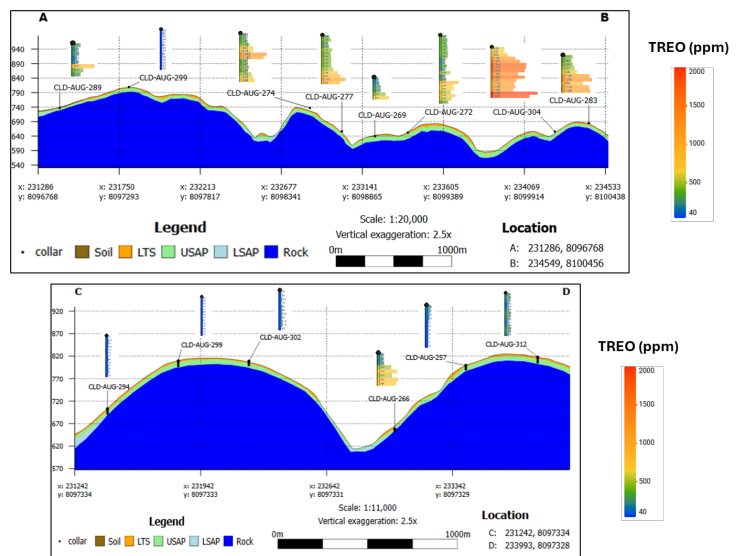 A
B
TREO (ppm)
940
890
840
790
740
690
640
590
540
CLD-AUG-289
CLD-AUG-299
CLD-AUG-274
CLD-AUG-277
CLD-AUG-269
CLD-AUG-272
CLD-AUG-304
CLD-AUG-283
2000
1500
1000
500
40
x: 231286 x: 231750 x: 232213 x: 232677 x: 233141 x: 233605 x: 234069 x: 234533
y: 8096768 y: 8097293 y: 8097817 y: 8098341 y: 8098865 y: 8099389 y: 8099914 y: 8100438
Legend
collar Soil LTS USAP LSAP Rock
Scale: 1:20,000
Vertical exaggeration: 2.5x
0m 1000m
Location
A: 231286, 8096768
B: 234549, 8100456
C
D
TREO (ppm)
920
870
820
770
720
670
620
570
CLD-AUG-294
CLD-AUG-299
CLD-AUG-302
CLD-AUG-266
CLD-AUG-257
CLD-AUG-312
2000
1500
1000
500
40
x: 231242 x: 231942 x: 232642 x: 233342
y: 8097334 y: 8097333 y: 8097331 y: 8097329
Legend
collar Soil LTS USAP LSAP Rock
Scale: 1:11,000
Vertical exaggeration: 2.5x
0m 1000m
Location
C: 231242, 8097334
D: 233993, 8097328